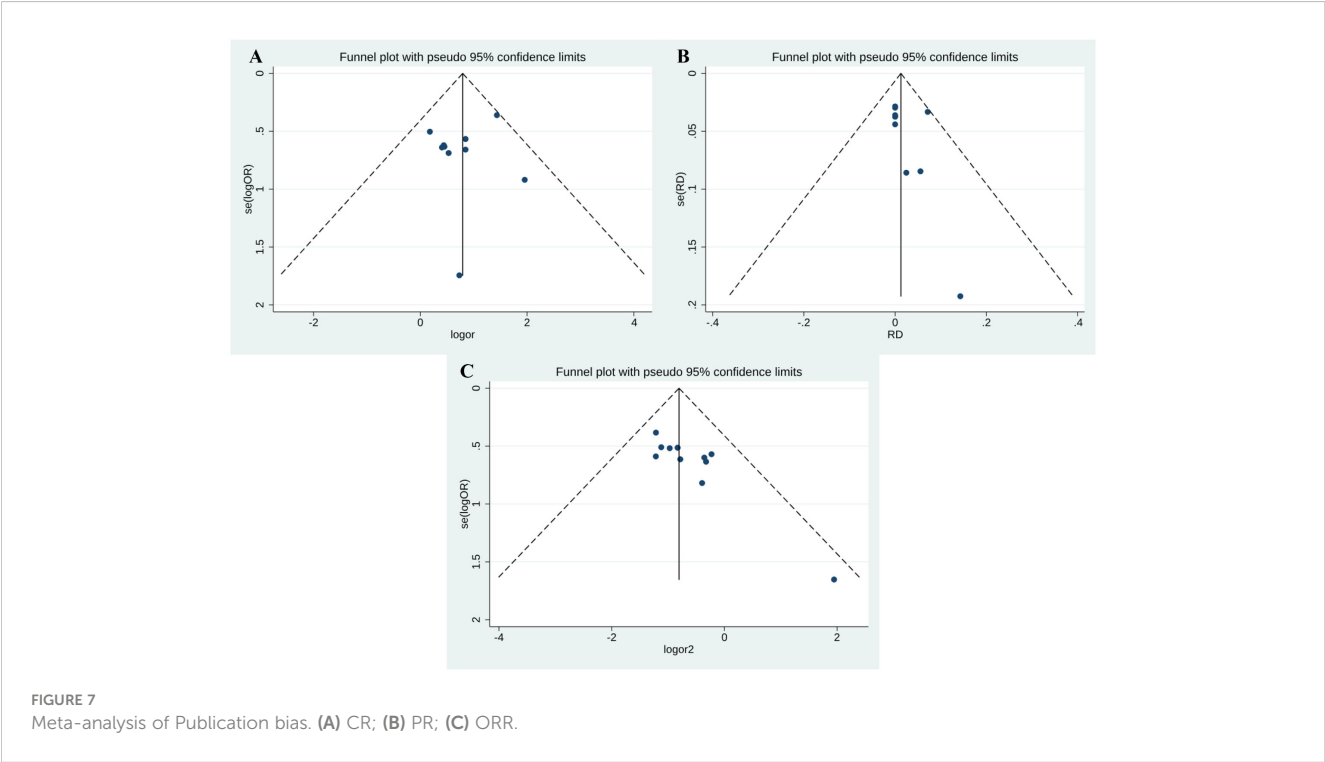 A
Funnel plot with pseudo 95% confidence limits
0
.5
1
1.5
2
se(logOR)
-2
0
2
4
logor
B
Funnel plot with pseudo 95% confidence limits
0
.05
.1
.15
.2
se(RD)
-.4
-.2
0
.2
.4
RD
C
Funnel plot with pseudo 95% confidence limits
0
.5
1
1.5
2
se(logOR)
-4
-2
0
2
logor2
FIGURE 7
Meta-analysis of Publication bias. (A) CR; (B) PR; (C) ORR.